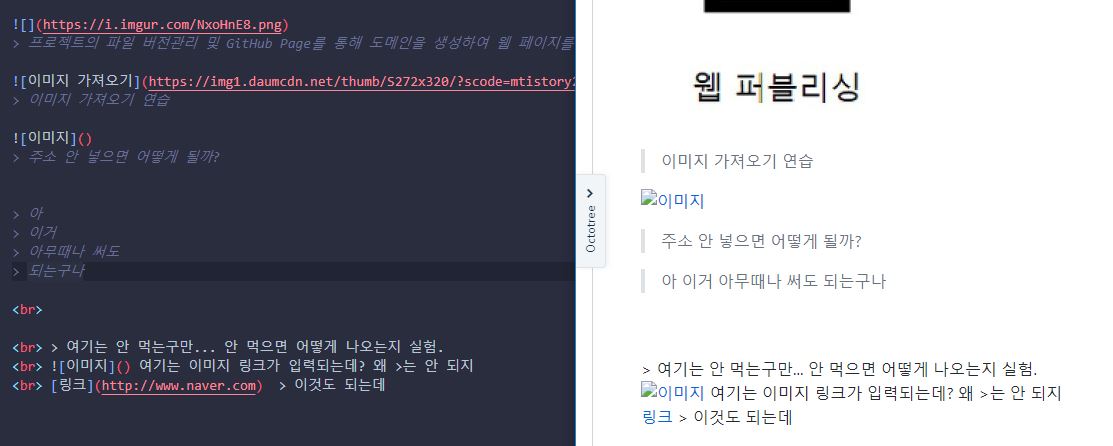 ![](https://i.imgur.com/NxoHnE8.png)
> 프로젝트의 파일 버전관리 및 GitHub Page를 통해 도메인을 생성하여 웹 페이지를
![이미지 가져오기](https://img1.daumcdn.net/thumb/S272x320/?scode=mtistory2
> 이미지 가져오기 연습
![이미지]()
> 주소 안 넣으면 어떻게 될까?
> 아
> 이거
> 아무때나 써도
> 되는구나
<br>
<br> > 여기는 안 먹는구만... 안 먹으면 어떻게 나오는지 실험.
<br> ![이미지]() 여기는 이미지 링크가 입력되는데? 왜 >는 안 되지
<br> [링크](http://www.naver.com) > 이것도 되는데
Octotree
웹 퍼블리싱
이미지 가져오기 연습
이미지
주소 안 넣으면 어떻게 될까?
아 이거 아무때나 써도 되는구나
> 여기는 안 먹는구만... 안 먹으면 어떻게 나오는지 실험.
이미지 여기는 이미지 링크가 입력되는데? 왜 >는 안 되지
링크 > 이것도 되는데